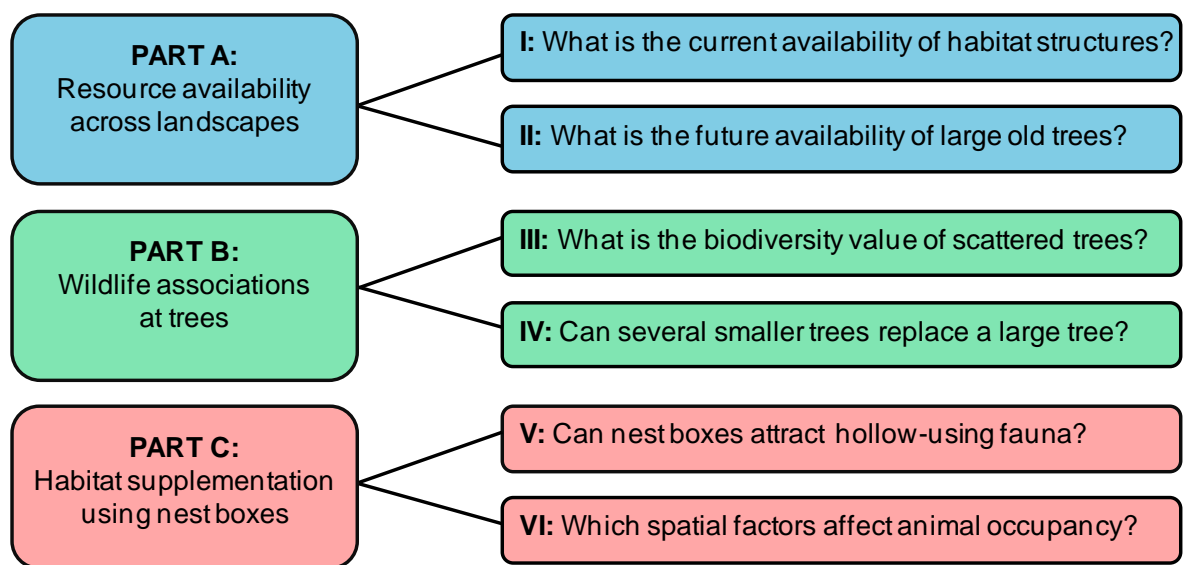 PART A:
Resource availability
across landscapes
I: What is the current availability of habitat structures?
II: What is the future availability of large old trees?
PART B:
Wildlife associations
at trees
III: What is the biodiversity value of scattered trees?
IV: Can several smaller trees replace a large tree?
PART C:
Habitat supplementation
using nest boxes
V: Can nest boxes attract hollow-using fauna?
VI: Which spatial factors affect animal occupancy?